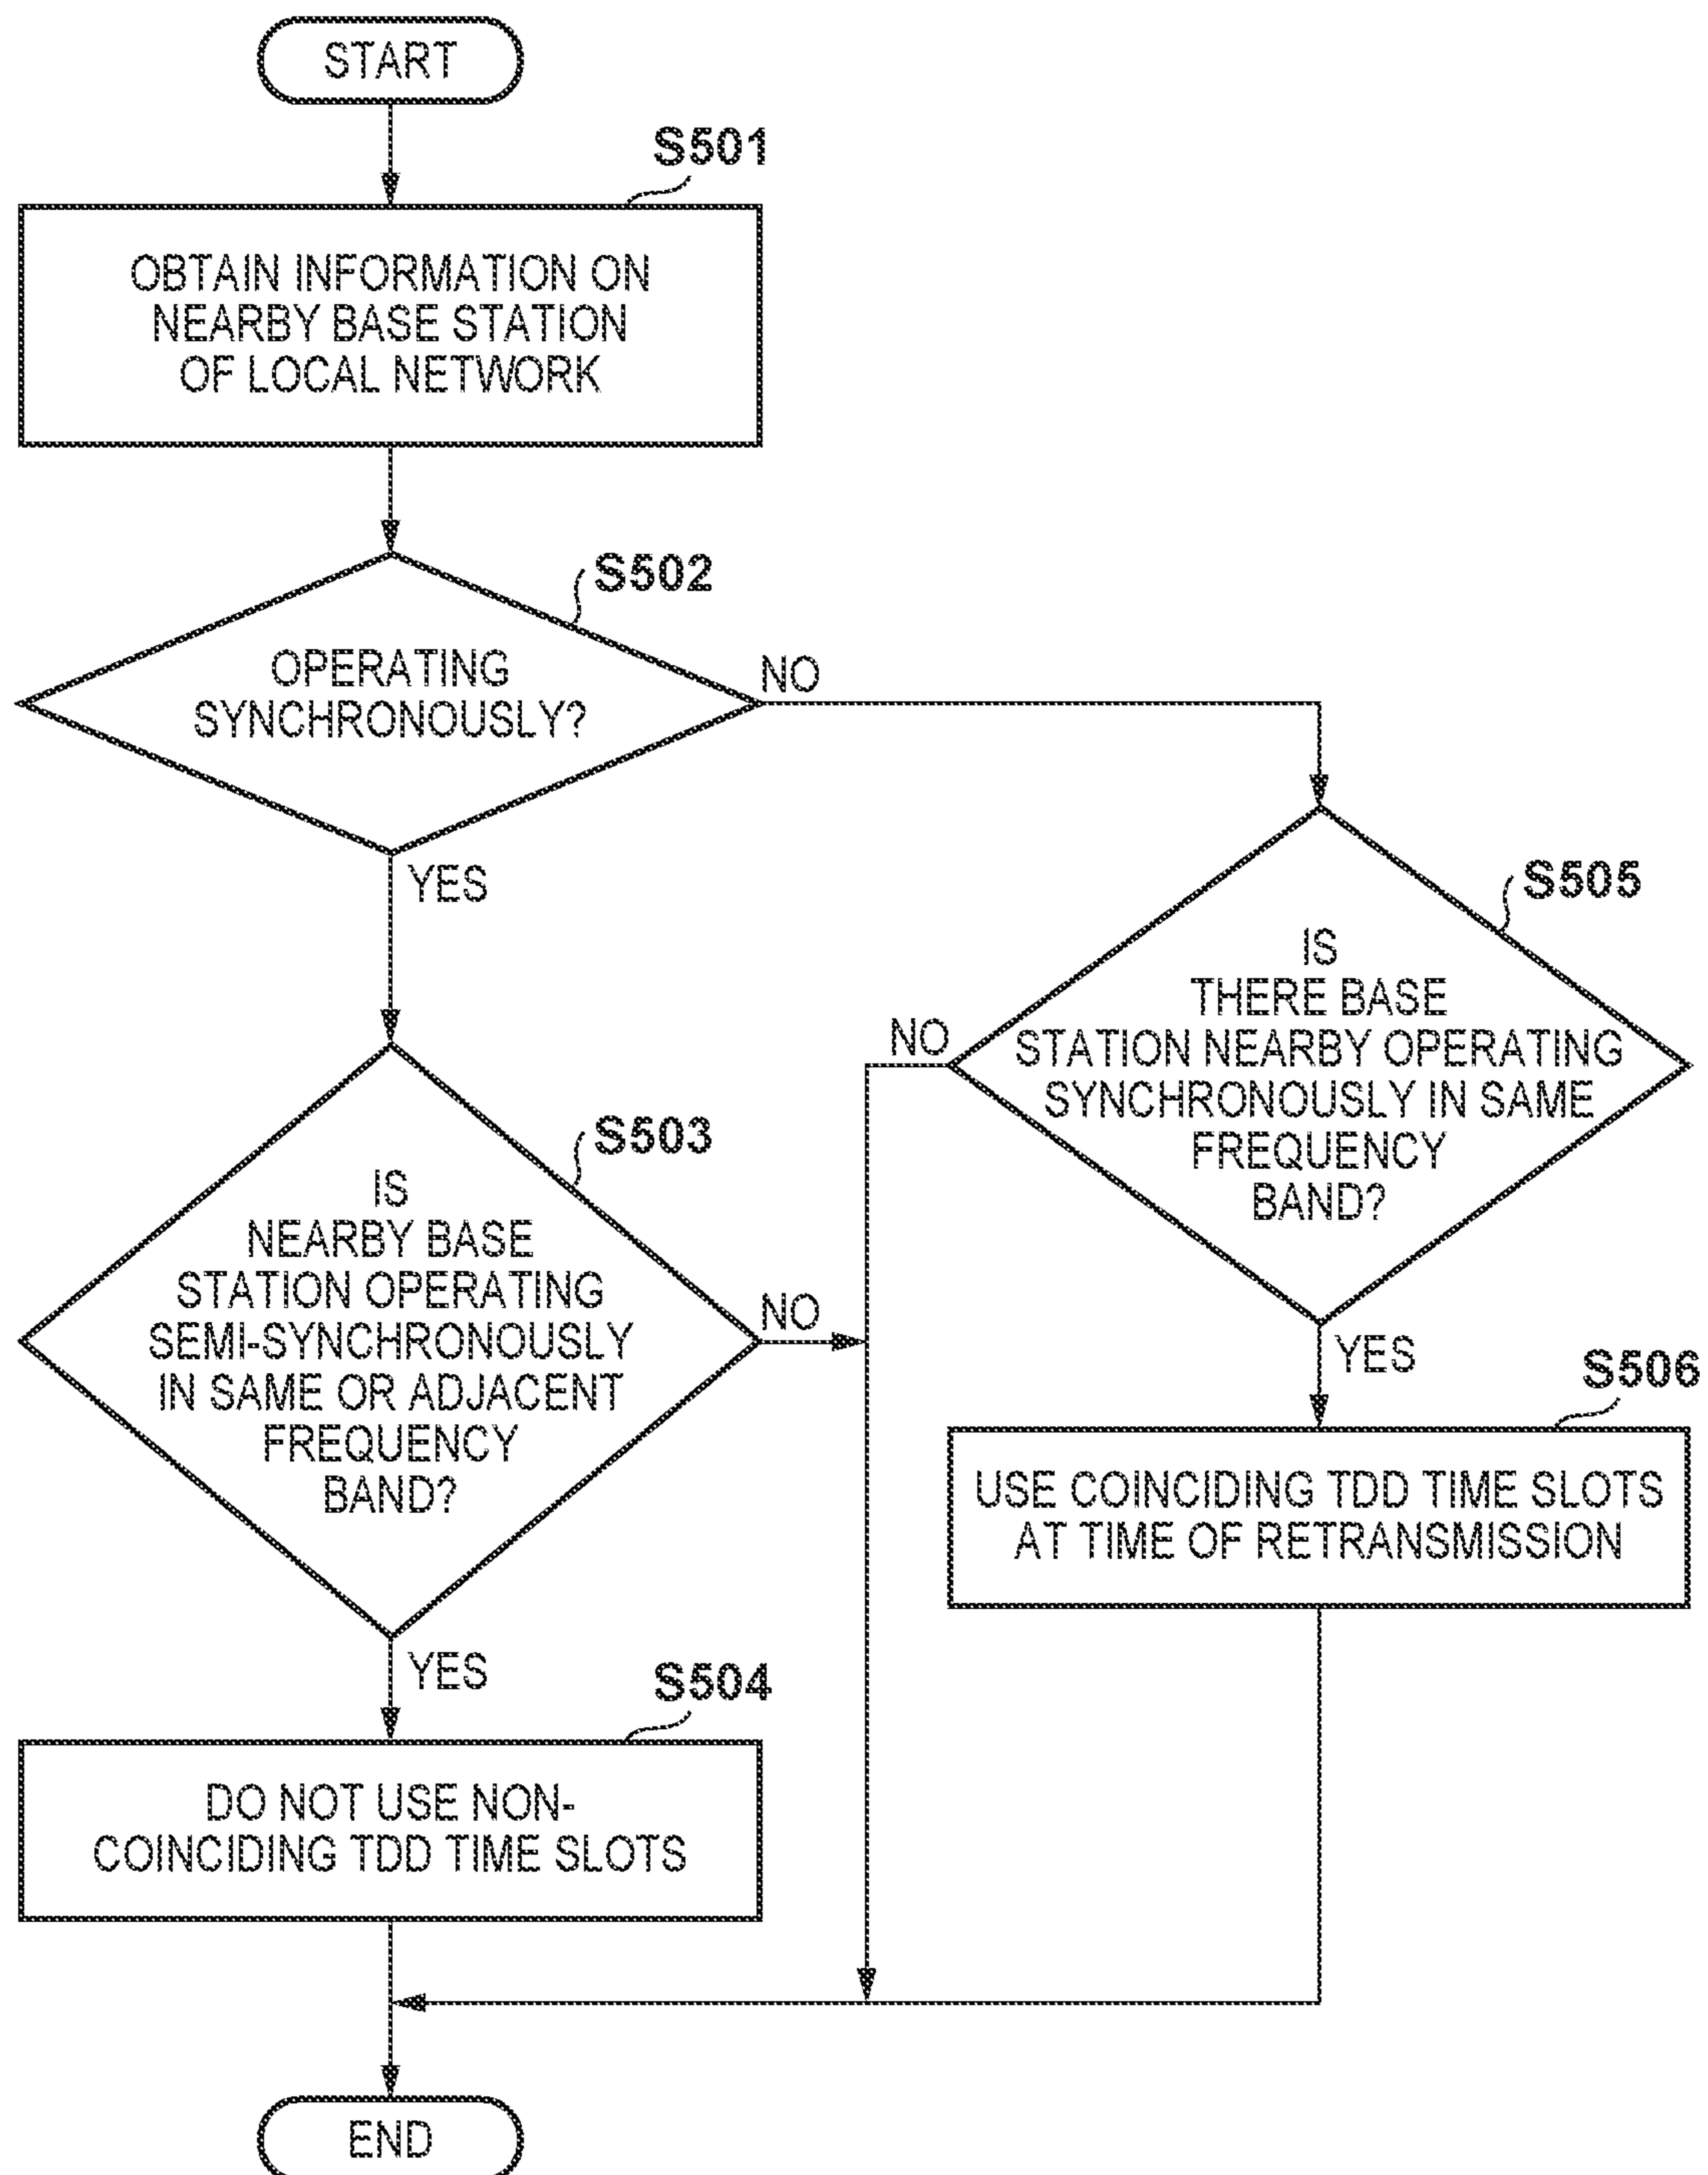 START
S501
OBTAIN INFORMATION ON
NEARBY BASE STATION
OF LOCAL NETWORK
S502
OPERATING
SYNCHRONOUSLY?
NO
YES
S503
IS
NEARBY BASE
STATION OPERATING
SEMI-SYNCHRONOUSLY
IN SAME OR ADJACENT
FREQUENCY
BAND?
NO
YES
S504
DO NOT USE NON-
COINCIDING TDD TIME SLOTS
S505
IS
THERE BASE
STATION NEARBY OPERATING
SYNCHRONOUSLY IN SAME
FREQUENCY
BAND?
NO
YES
S506
USE COINCIDING TDD TIME SLOTS
AT TIME OF RETRANSMISSION
END